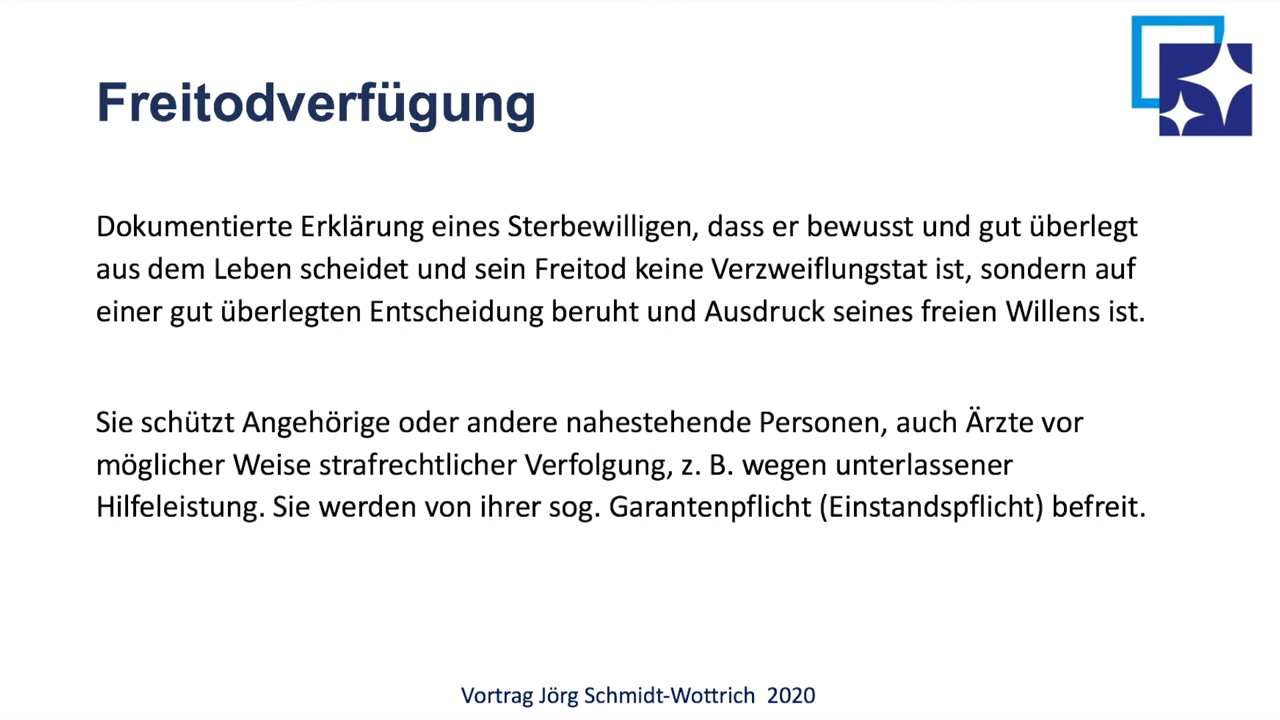 Freitodverfügung
Dokumentierte Erklärung eines Sterbewilligen, dass er bewusst und gut überlegt
aus dem Leben scheidet und sein Freitod keine Verzweiflungstat ist, sondern auf
einer gut überlegten Entscheidung beruht und Ausdruck seines freien Willens ist.
Sie schützt Angehörige oder andere nahestehende Personen, auch Ärzte vor
möglicher Weise strafrechtlicher Verfolgung, z. B. wegen unterlassener
Hilfeleistung. Sie werden von ihrer sog. Garantenpflicht (Einstandspflicht) befreit.
Vortrag Jörg Schmidt-Wottrich 2020